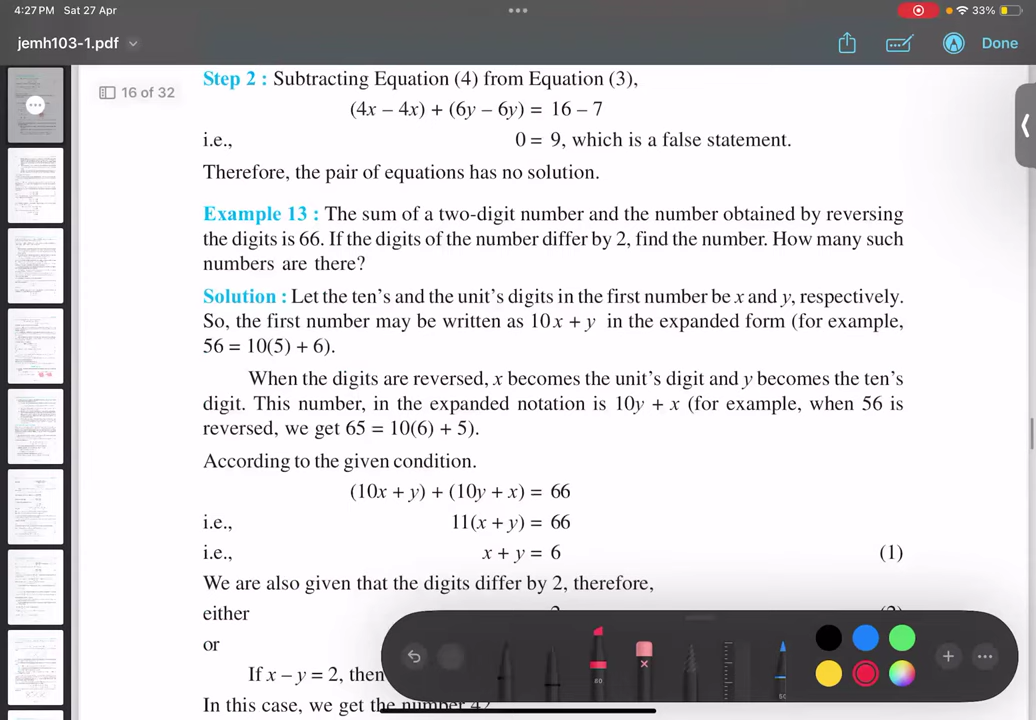 4:27PM Sat 27 Apr
33%
jemh103-1.pdf
Done
16 of 32
Step 2 : Subtracting Equation (4) from Equation (3),
(4x – 4x) + (6y – 6y) = 16 – 7
i.e., 0 = 9, which is a false statement.
Therefore, the pair of equations has no solution.
Example 13 : The sum of a two-digit number and the number obtained by reversing
the digits is 66. If the digits of the number differ by 2, find the number. How many such
numbers are there?
Solution : Let the ten’s and the unit’s digits in the first number be x and y, respectively.
So, the first number may be written as 10x + y in the expanded form (for example,
56 = 10(5) + 6).
When the digits are reversed, x becomes the unit’s digit and y becomes the ten’s
digit. This number, in the expanded notation is 10y + x (for example, when 56 is
reversed, we get 65 = 10(6) + 5).
According to the given condition.
(10x + y) + (10y + x) = 66
i.e., 11(x + y) = 66
i.e., x + y = 6 (1)
We are also given that the digits differ by 2, therefore,
either
or
If x – y = 2, then
In this case, we get the number